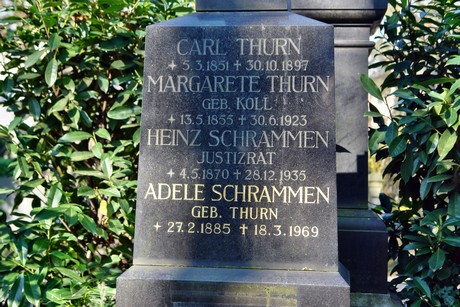 CARL THURN
✦ 5.3.1851 ✝ 30.10.1897
MARGARETE THURN
GEB. KOLL
✦ 13.5.1855 ✝ 30.6.1923
HEINZ SCHRAMMEN
JUSTIZRAT
✦ 4.5.1870 ✝ 28.12.1935
ADELE SCHRAMMEN
GEB. THURN
✦ 27.2.1885 ✝ 18.3.1969